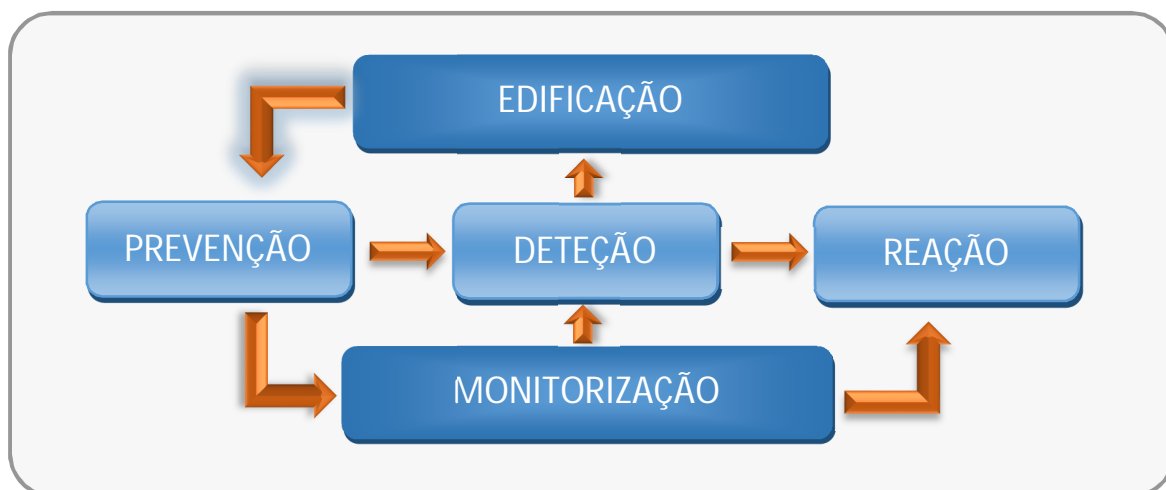 EDIFICAÇÃO
PREVENÇÃO
DETEÇÃO
REAÇÃO
MONITORIZAÇÃO